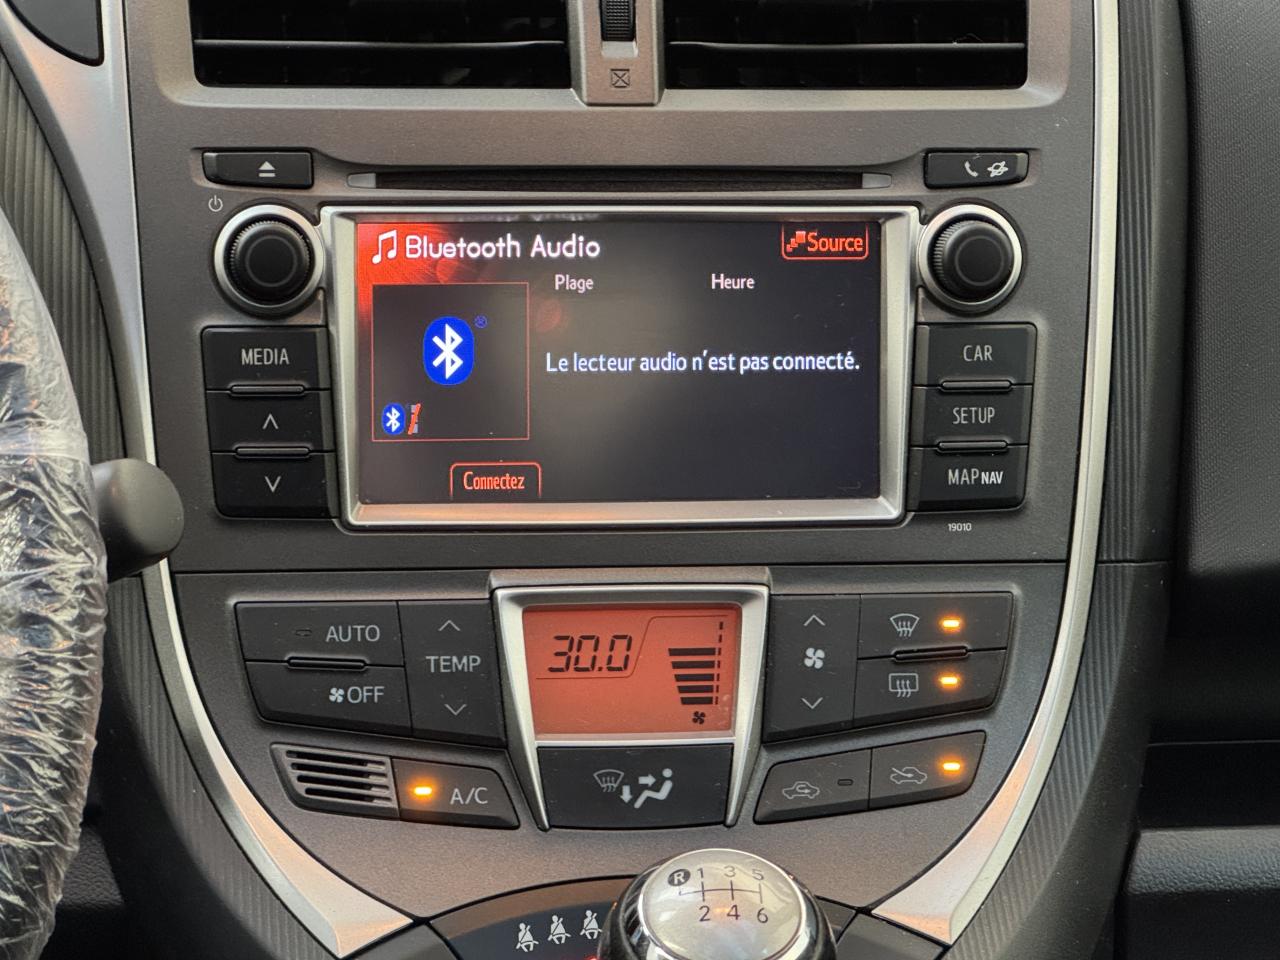 Bluetooth Audio
Source
Plage Heure
Le lecteur audio n'est pas connecté.
Connectez
MEDIA
CAR
SETUP
MAP NAV
19010
AUTO
OFF
TEMP
30.0
A/C
R 1 3 5
2 4 6